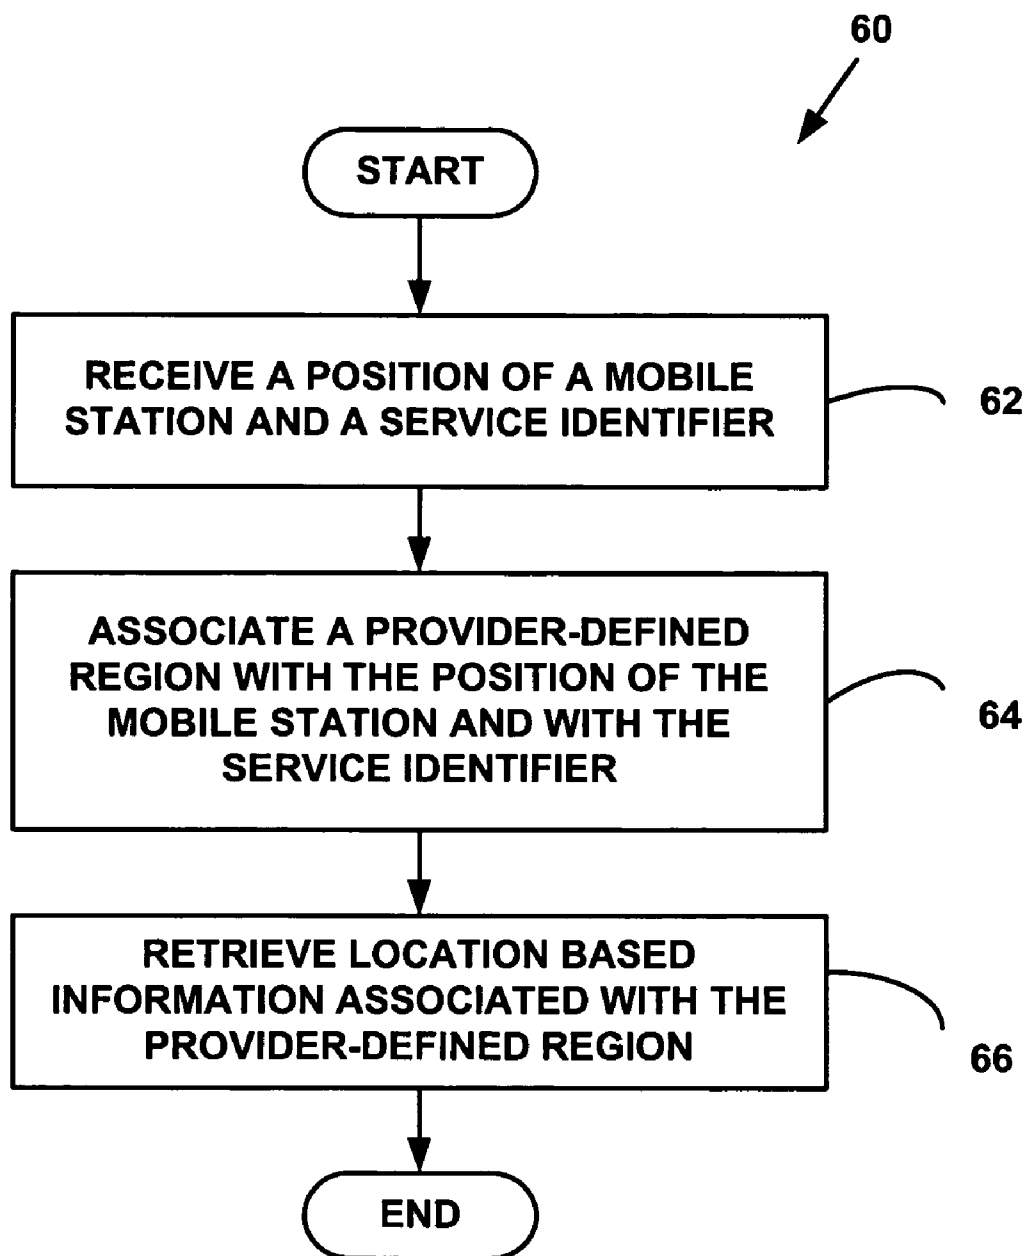 60
START
RECEIVE A POSITION OF A MOBILE
STATION AND A SERVICE IDENTIFIER
62
ASSOCIATE A PROVIDER-DEFINED
REGION WITH THE POSITION OF THE
MOBILE STATION AND WITH THE
SERVICE IDENTIFIER
64
RETRIEVE LOCATION BASED
INFORMATION ASSOCIATED WITH THE
PROVIDER-DEFINED REGION
66
END